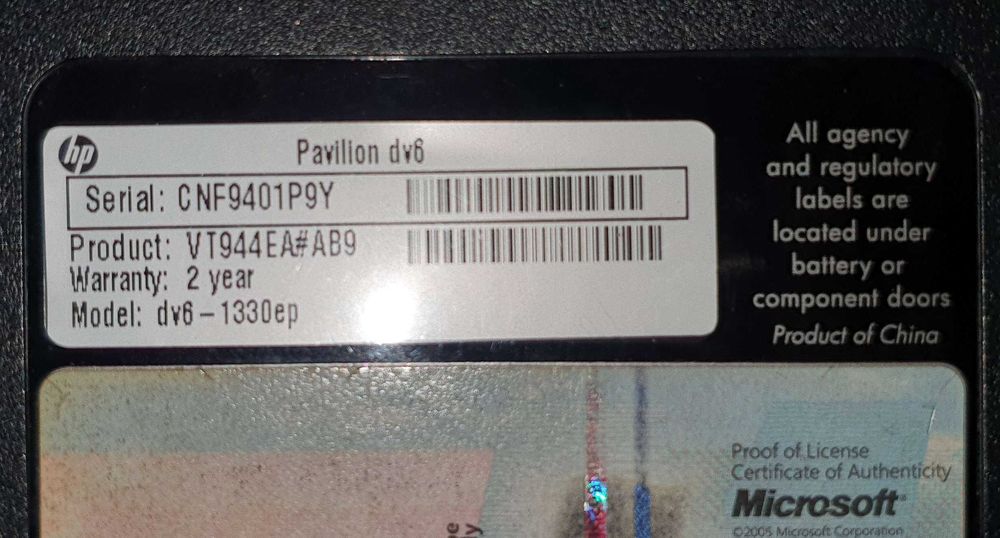 hp
Pavilion dv6
Serial: CNF9401P9Y
Product: VT944EA#AB9
Warranty: 2 year
Model: dv6-1330ep
All agency
and regulatory
labels are
located under
battery or
component doors
Product of China
Proof of License
Certificate of Authenticity
Microsoft®
©2005 Microsoft Corporation